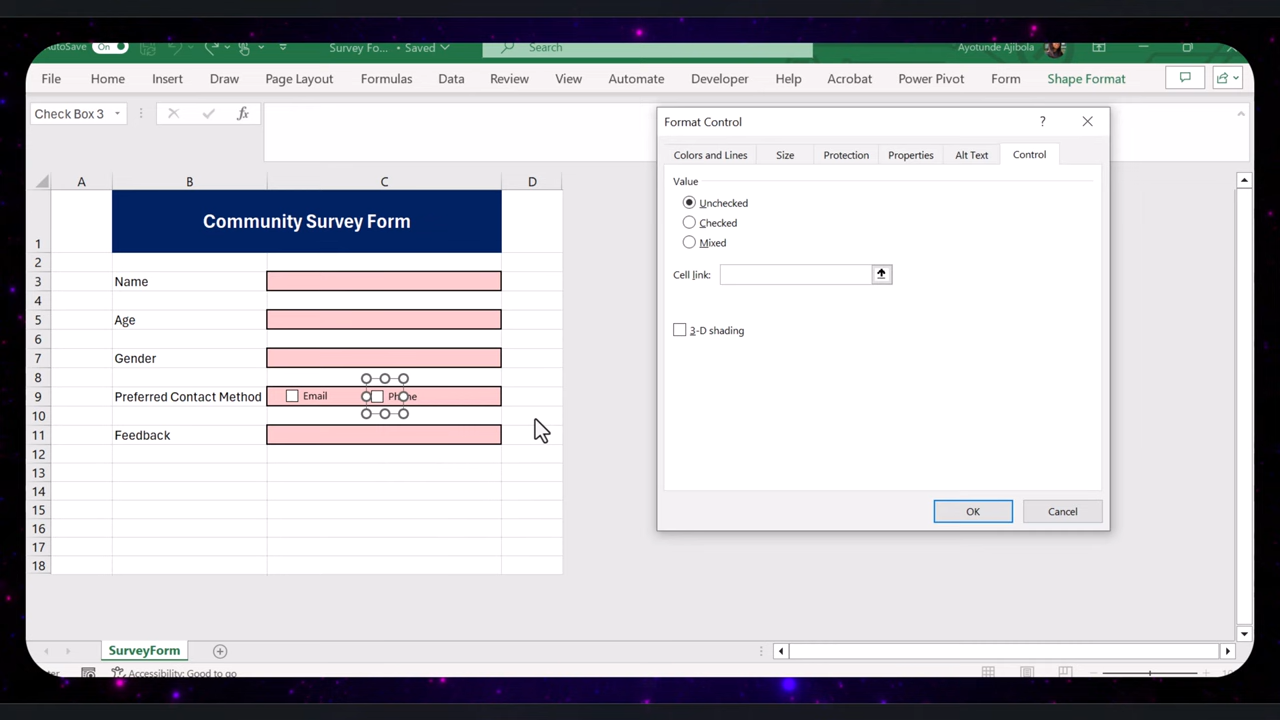 AutoSave On Survey Fo... • Saved Search Ayotunde Ajibola
File Home Insert Draw Page Layout Formulas Data Review View Automate Developer Help Acrobat Power Pivot Form Shape Format
Check Box 3 fx
Format Control ?
Colors and Lines Size Protection Properties Alt Text Control
Value
Unchecked
Checked
Mixed
Cell link:
3-D shading
OK Cancel
A B C D
1 Community Survey Form
2
3 Name
4
5 Age
6
7 Gender
8
9 Preferred Contact Method Email Phone
10
11 Feedback
12
13
14
15
16
17
18
SurveyForm
Accessibility: Good to go